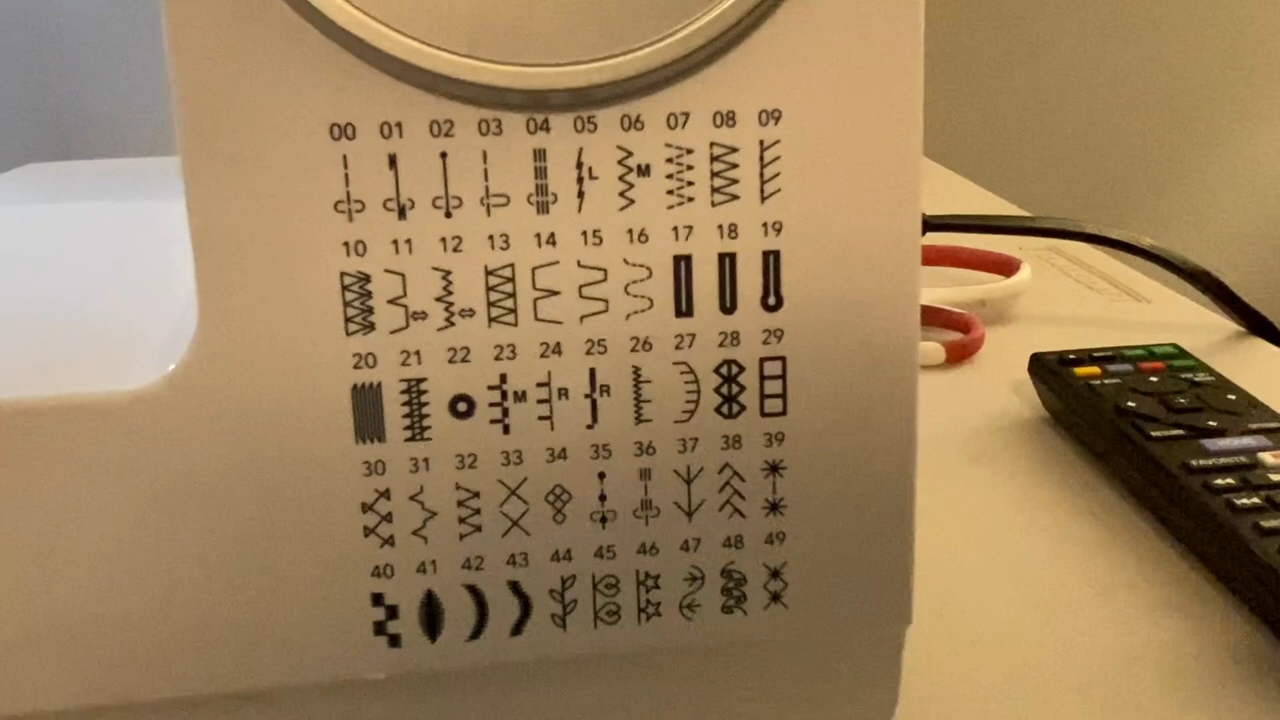 00 01 02 03 04 05 06 07 08 09
L M
10 11 12 13 14 15 16 17 18 19
20 21 22 23 24 25 26 27 28 29
M R R
30 31 32 33 34 35 36 37 38 39
40 41 42 43 44 45 46 47 48 49
FAVORITE